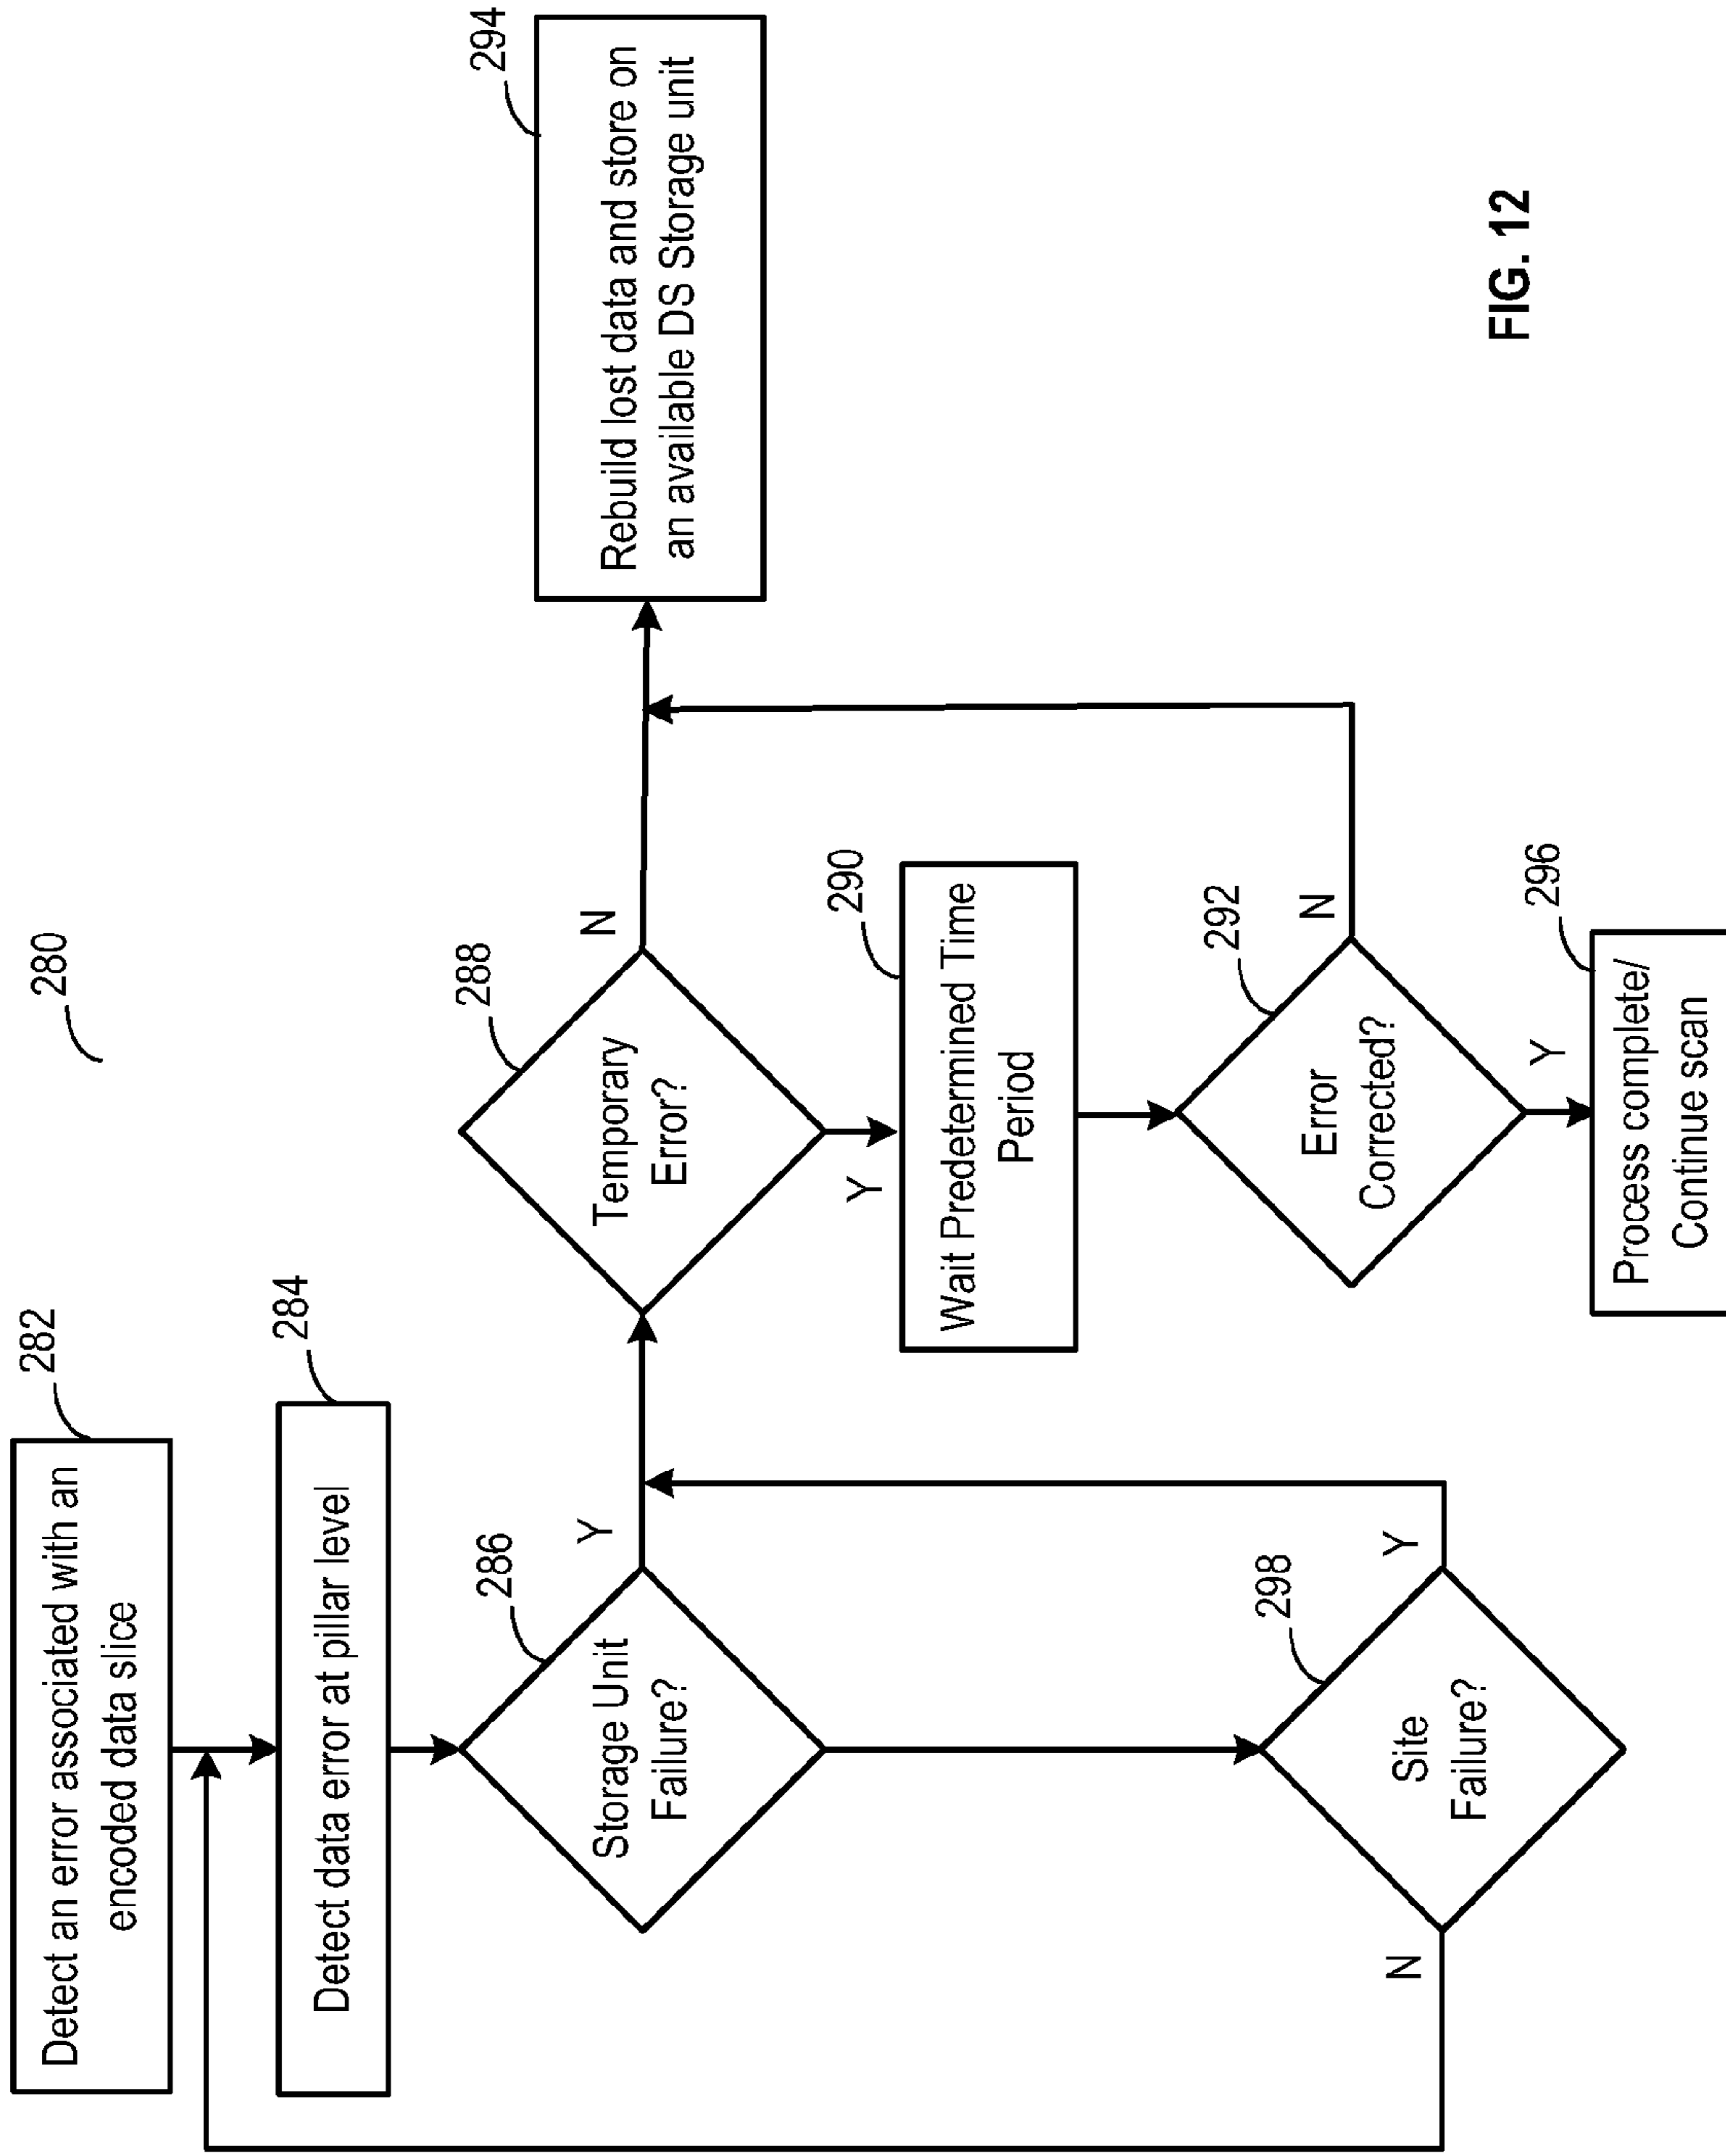 280
282
Detect an error associated with an
encoded data slice
284
Detect data error at pillar level
286
Storage Unit
Failure?
Y
288
Temporary
Error?
N
294
Rebuild lost data and store on
an available DS Storage unit
Y
290
Wait Predetermined Time
Period
292
Error
Corrected?
N
Y
296
Process complete/
Continue scan
298
Site
Failure?
Y
N
FIG. 12